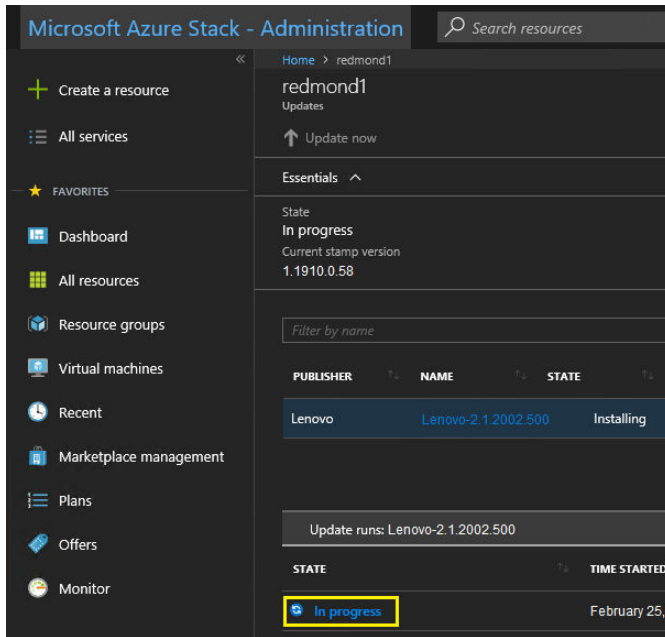 Microsoft Azure Stack - Administration
Search resources
Home > redmond1
Create a resource
redmond1
Updates
All services
Update now
Essentials
FAVORITES
State
In progress
Dashboard
Current stamp version
1.1910.0.58
All resources
Resource groups
Filter by name
Virtual machines
PUBLISHER NAME STATE
Recent
Lenovo Lenovo-2.1.2002.500 Installing
Marketplace management
Plans
Update runs: Lenovo-2.1.2002.500
Offers
STATE TIME STARTED
Monitor
In progress February 25,